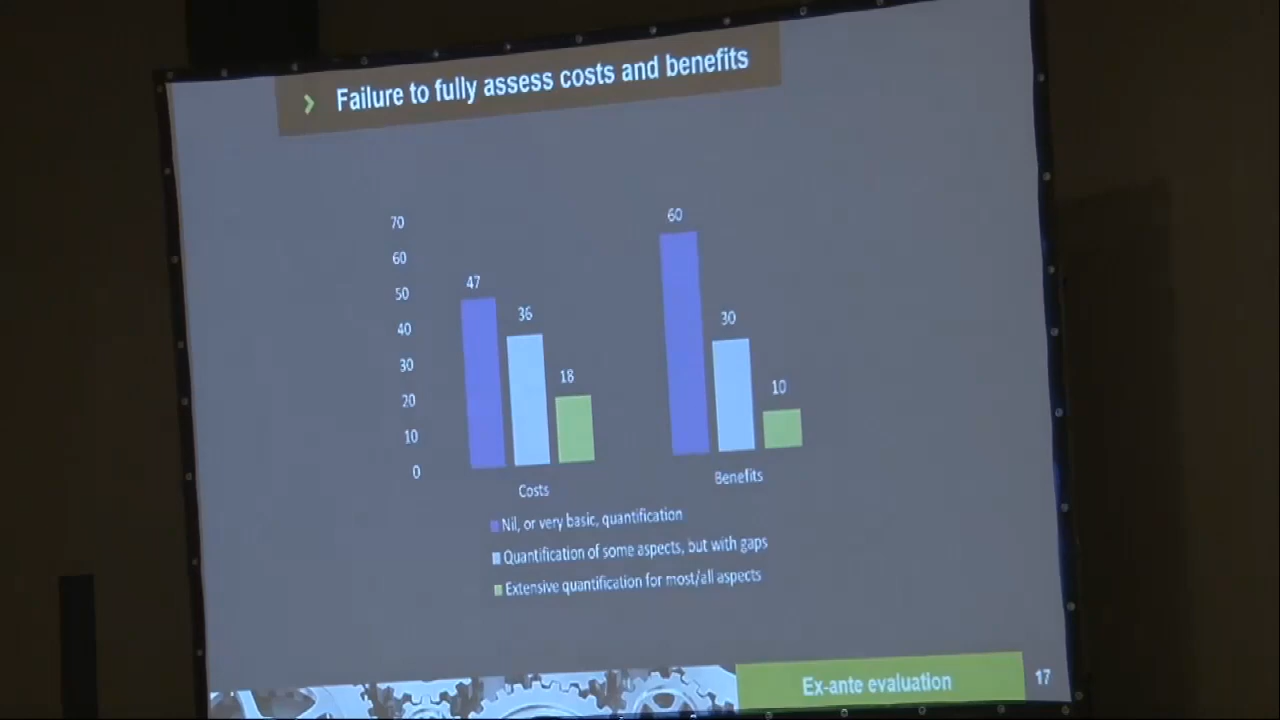 Failure to fully assess costs and benefits
70
60
50
40
30
20
10
0
47
36
18
60
30
10
Costs
Benefits
Nil, or very basic, quantification
Quantification of some aspects, but with gaps
Extensive quantification for most/all aspects
Ex-ante evaluation
17